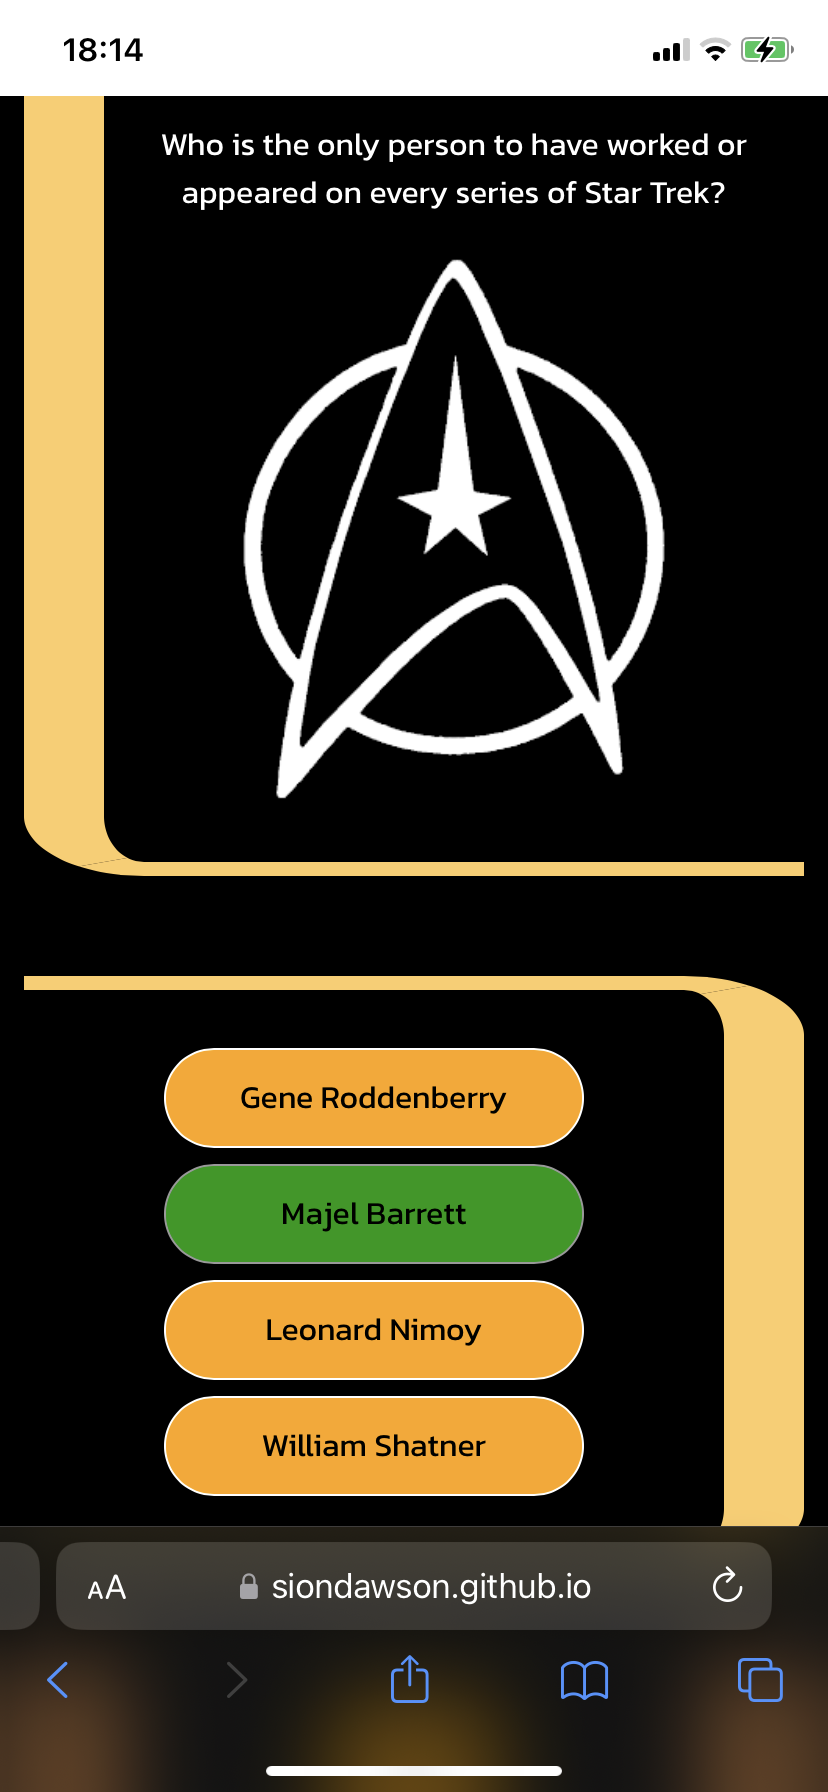 18:14
Who is the only person to have worked or
appeared on every series of Star Trek?
Gene Roddenberry
Majel Barrett
Leonard Nimoy
William Shatner
AA siondawson.github.io